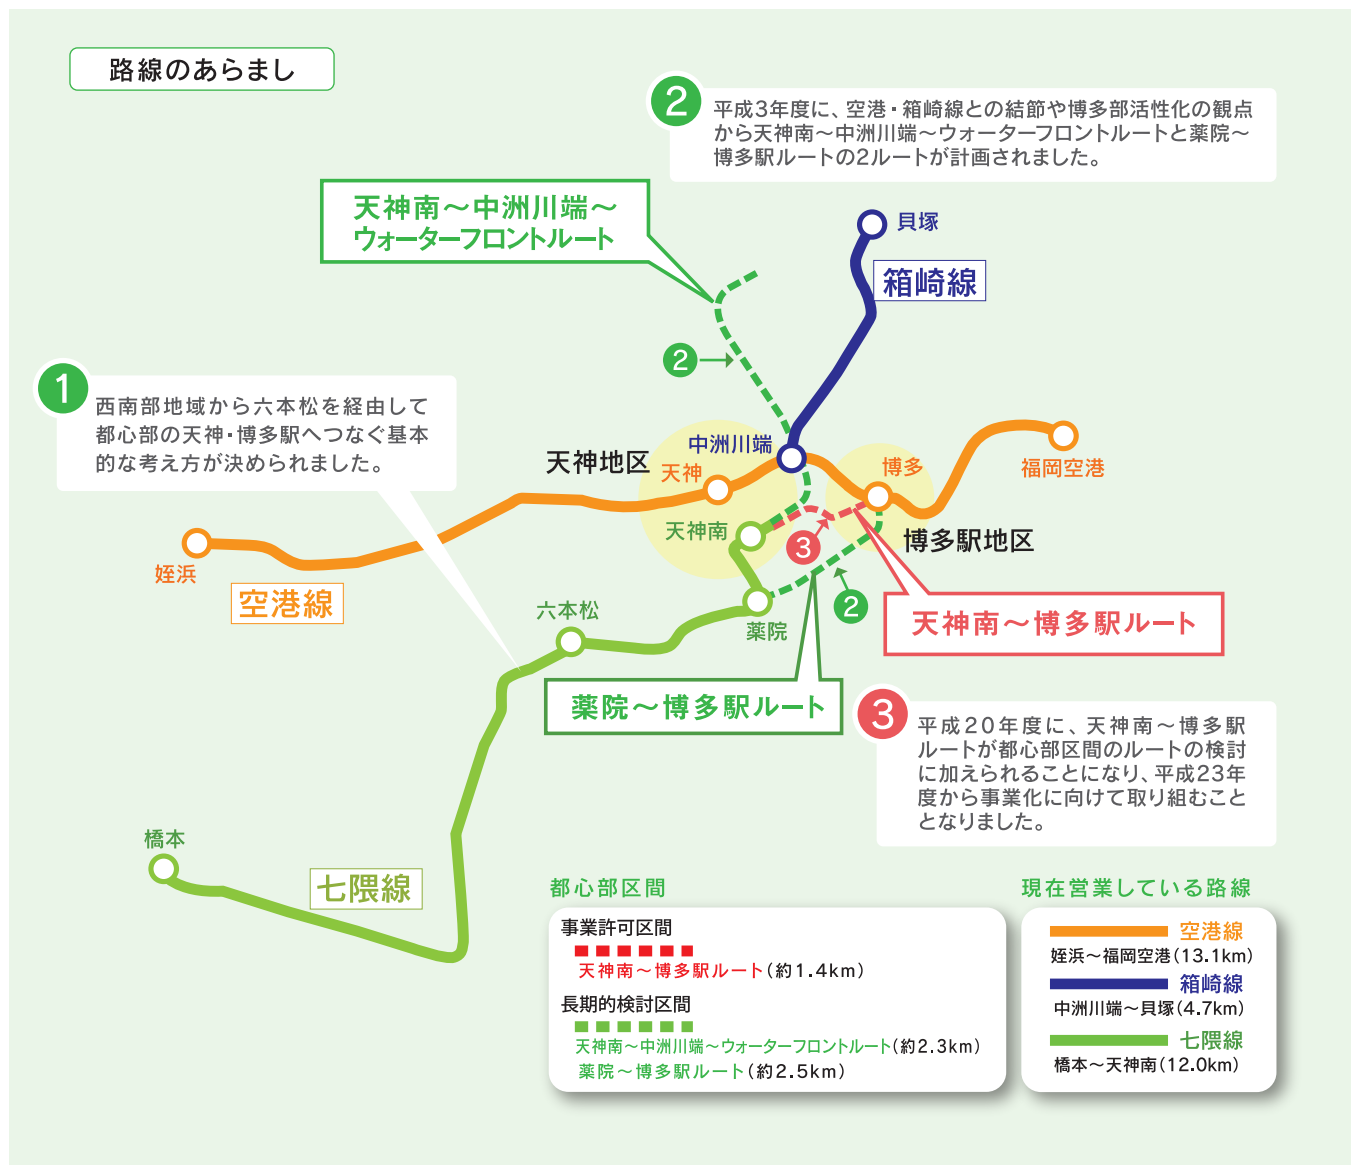 路線のあらまし
2
平成3年度に、空港・箱崎線との結節や博多部活性化の観点
から天神南～中洲川端～ウォーターフロントルートと薬院～
博多駅ルートの2ルートが計画されました。
天神南～中洲川端～
ウォーターフロントルート
貝塚
箱崎線
2
1
西南部地域から六本松を経由して
都心部の天神・博多駅へつなぐ基本
的な考え方が決められました。
中洲川端
天神地区
天神
博多
福岡空港
天神南
3
博多駅地区
姪浜
空港線
六本松
薬院
2
天神南～博多駅ルート
薬院～博多駅ルート
3
平成20年度に、天神南～博多駅
ルートが都心部区間のルートの検討
に加えられることになり、平成23年
度から事業化に向けて取り組むこと
となりました。
橋本
七隈線
都心部区間
事業許可区間
天神南～博多駅ルート(約1.4km)
長期的検討区間
天神南～中洲川端～ウォーターフロントルート(約2.3km)
薬院～博多駅ルート(約2.5km)
現在営業している路線
空港線
姪浜～福岡空港(13.1km)
箱崎線
中洲川端～貝塚(4.7km)
七隈線
橋本～天神南(12.0km)